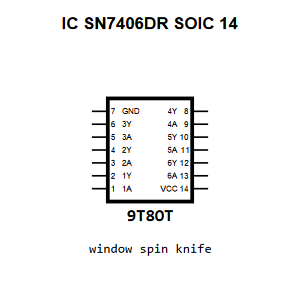 IC SN7406DR SOIC 14
7 GND 4Y 8
6 3Y 4A 9
5 3A 5Y 10
4 2Y 5A 11
3 2A 6Y 12
2 1Y 6A 13
1 1A VCC 14
9T80T
window spin knife